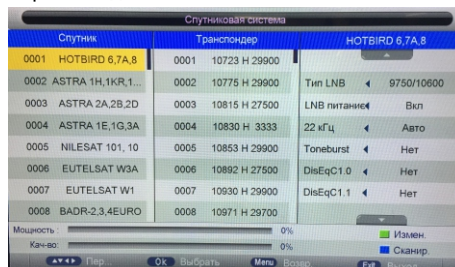 Спутниковая система
Спутник Транспондер HOTBIRD 6,7A,8
0001 HOTBIRD 6,7A,8 0001 10723 H 29900
0002 ASTRA 1H,1KR,1... 0002 10775 H 29900 Тип LNB 9750/10600
0003 ASTRA 2A,2B,2D 0003 10815 H 27500 LNB питание Вкл
0004 ASTRA 1E,1G,3A 0004 10830 H 3333 22 кГц Авто
0005 NILESAT 101, 10 0005 10853 H 29900 Toneburst Нет
0006 EUTELSAT W3A 0006 10892 H 27500 DisEqC1.0 Нет
0007 EUTELSAT W1 0007 10930 H 29900 DisEqC1.1 Нет
0008 BADR-2,3,4EURO 0008 10971 H 29700
Мощность : 0% Измен.
Кач-во: 0% Сканир.
Пер... Ok Выбрать Menu Возвр. Exit Выход